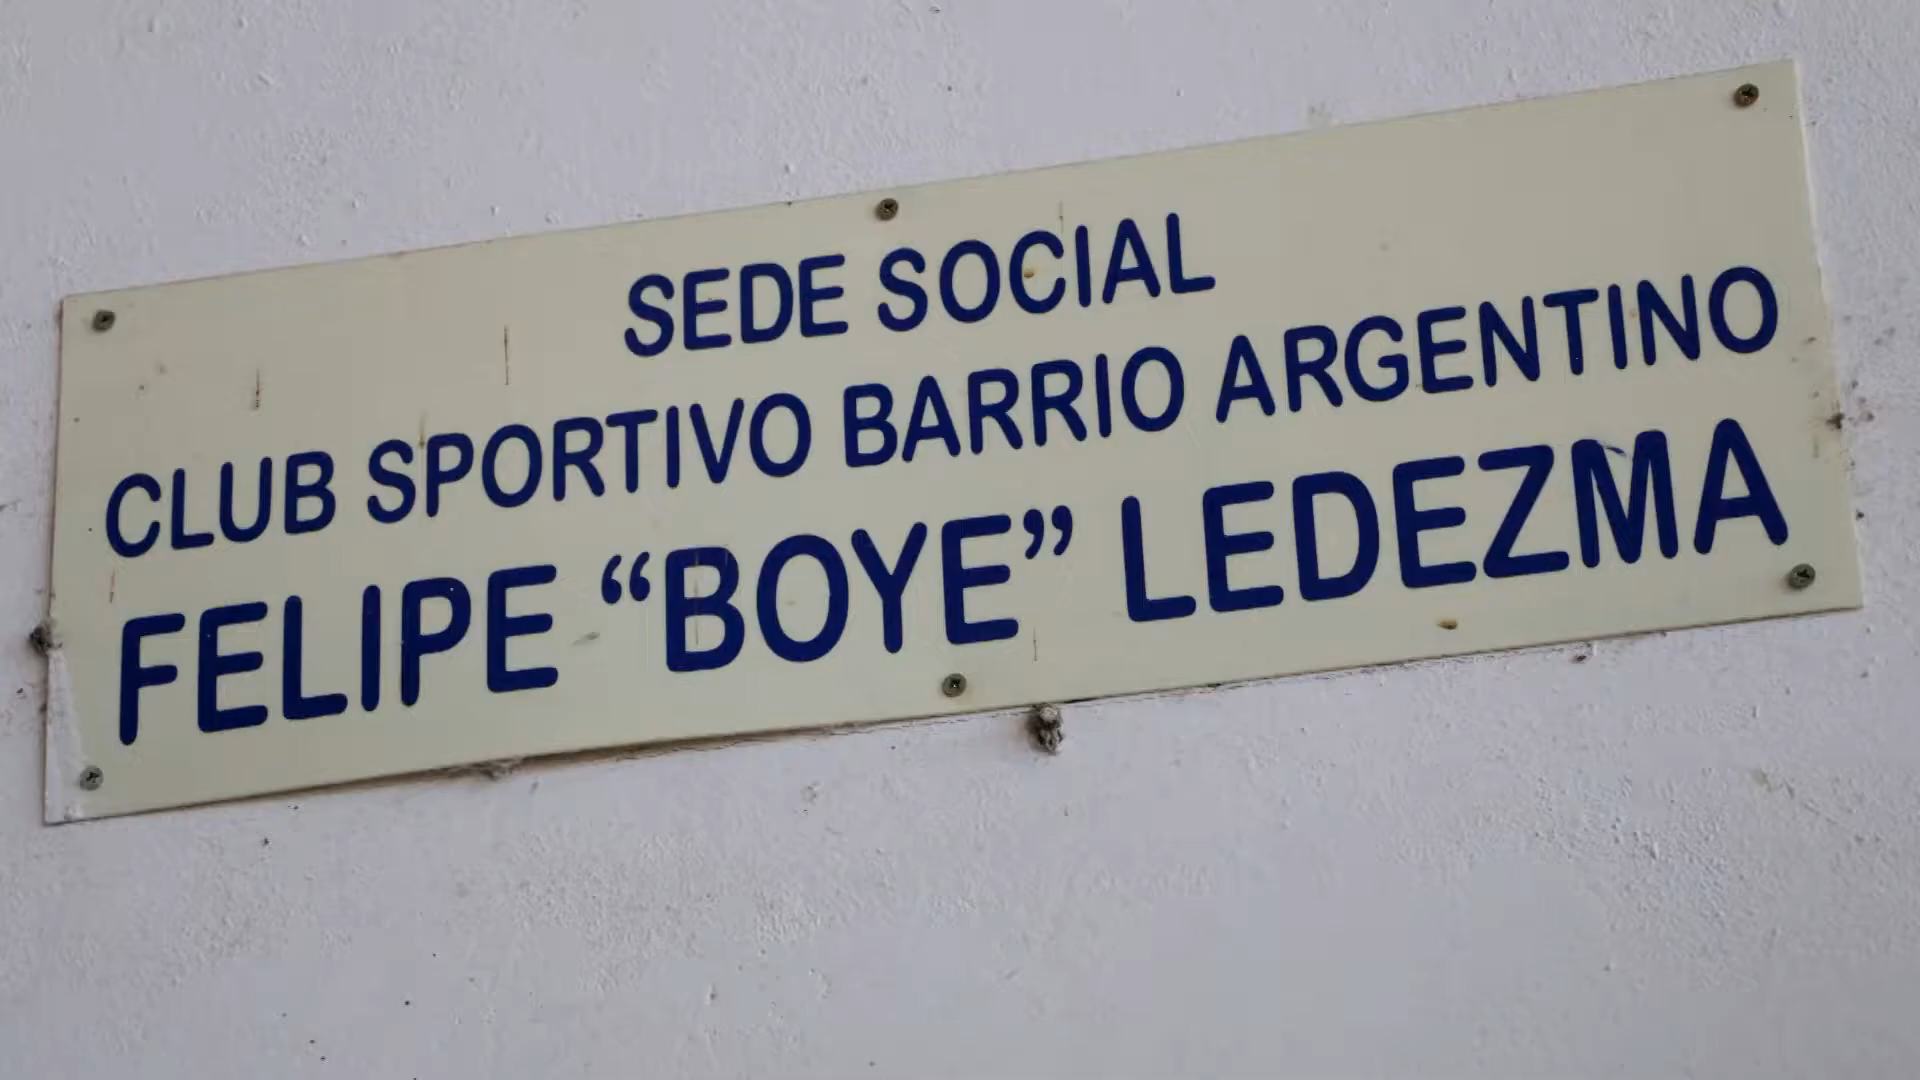 SEDE SOCIAL
CLUB SPORTIVO BARRIO ARGENTINO
FELIPE “BOYE” LEDEZMA